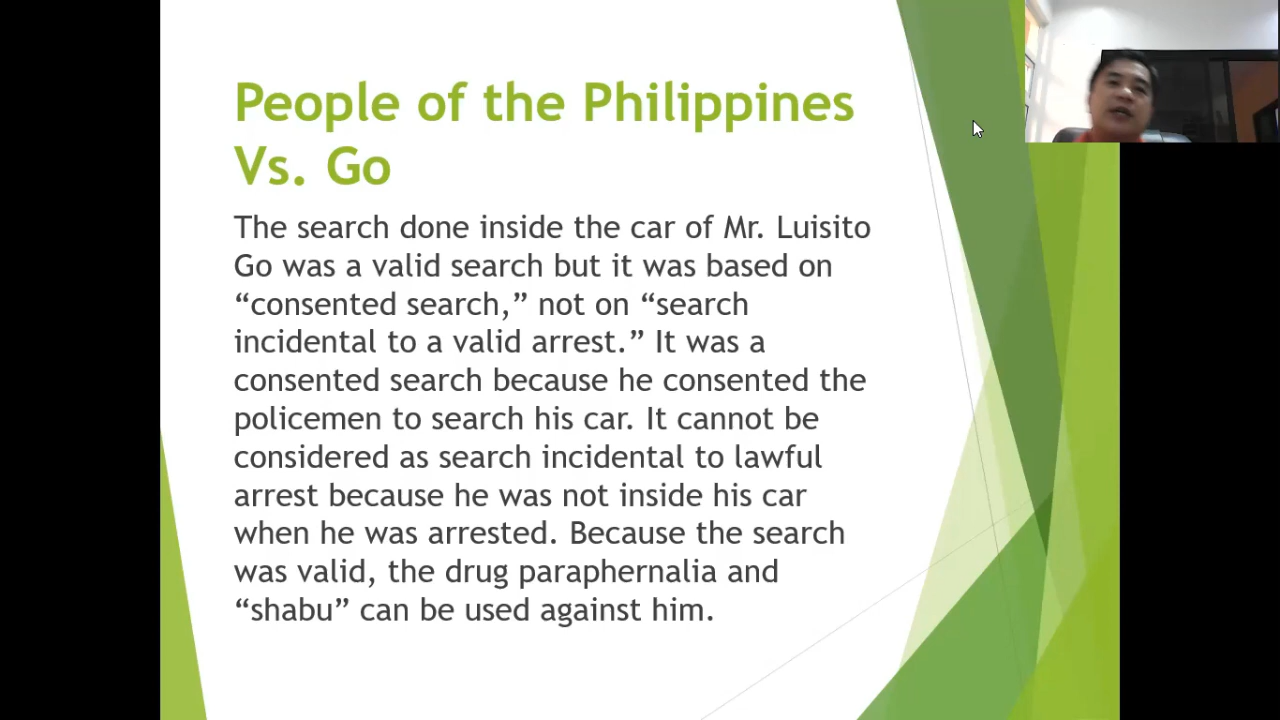 People of the Philippines
Vs. Go
The search done inside the car of Mr. Luisito
Go was a valid search but it was based on
“consented search,” not on “search
incidental to a valid arrest.” It was a
consented search because he consented the
policemen to search his car. It cannot be
considered as search incidental to lawful
arrest because he was not inside his car
when he was arrested. Because the search
was valid, the drug paraphernalia and
“shabu” can be used against him.